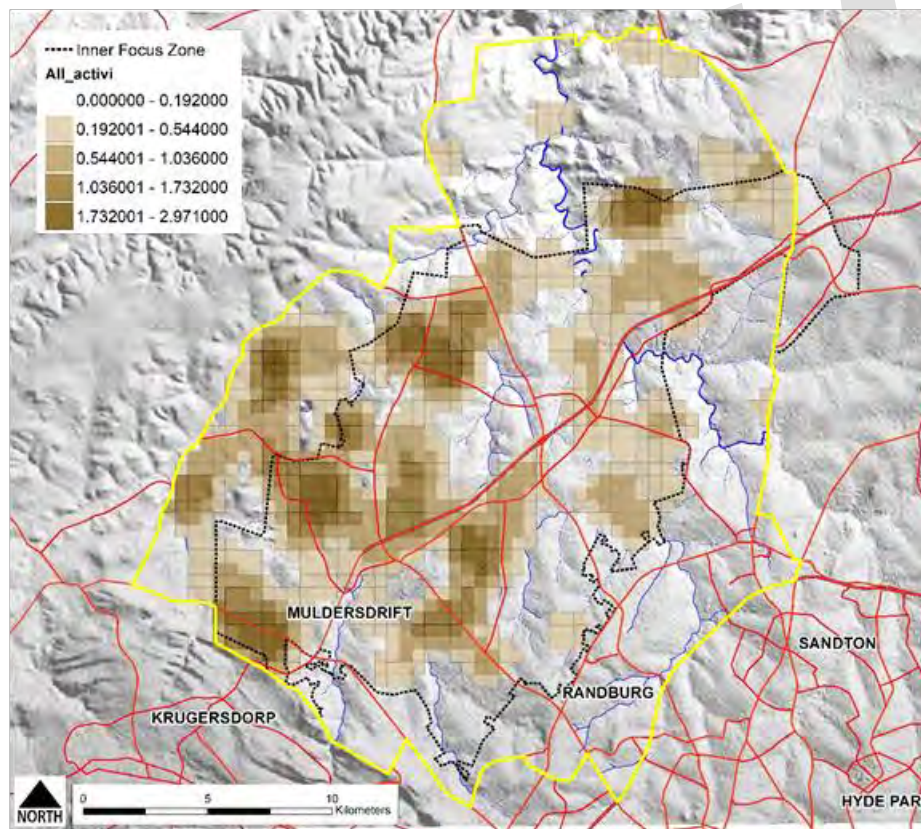 Inner Focus Zone
All_activi
0.000000 - 0.192000
0.192001 - 0.544000
0.544001 - 1.036000
1.036001 - 1.732000
1.732001 - 2.971000
MULDERSDRIFT
SANDTON
RANDBURG
KRUGERSDORP
HYDE PAR
NORTH
0 5 10
Kilometers